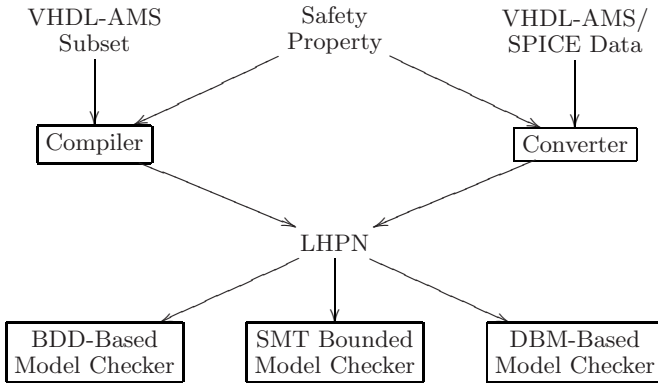 VHDL-AMS
Subset
Safety
Property
VHDL-AMS/
SPICE Data
Compiler
Converter
LHPN
BDD-Based
Model Checker
SMT Bounded
Model Checker
DBM-Based
Model Checker